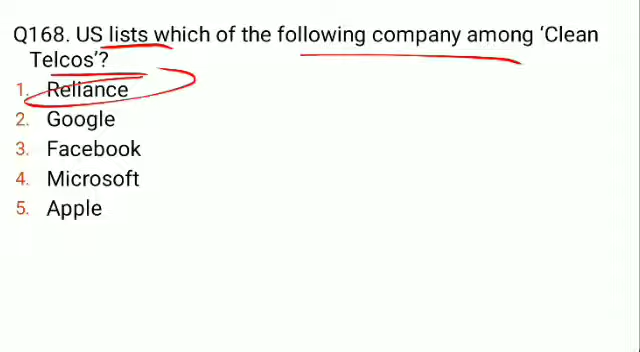 Q168. US lists which of the following company among ‘Clean
Telcos’?
1. Reliance
2. Google
3. Facebook
4. Microsoft
5. Apple